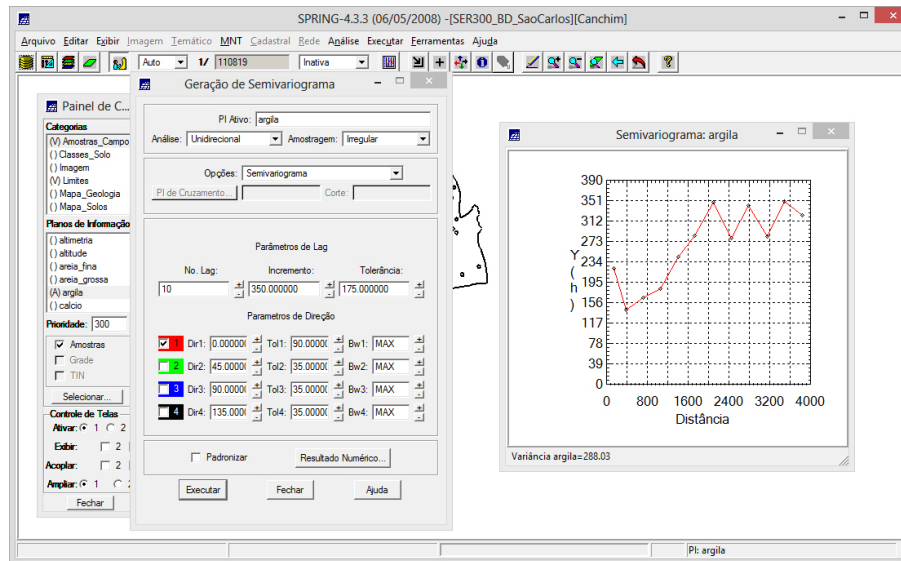 SPRING-4.3.3 (06/05/2008) -[SER300_BD_SaoCarlos][Canchim]
Arquivo Editar Exibir Imagem Temático MNT Cadastral Rede Análise Executar Ferramentas Ajuda
Auto 1/ 110819 Inativa
Painel de C...
Categorias
(V) Amostras_Campo
() Classes_Solo
() Imagem
(V) Limites
() Mapa_Geologia
() Mapa_Solos
Planos de Informação
() altimetria
() altitude
() areia_fina
() areia_grossa
(A) argila
() calcio
Prioridade: 300
Amostras
Grade
TIN
Selecionar...
Controle de Telas
Ativar: 1 2
Exibir: 2
Acoplar: 2
Ampliar: 1
Fechar
Geração de Semivariograma
PI Ativo: argila
Análise: Unidirecional Amostragem: Irregular
Opções: Semivariograma
PI de Cruzamento... Corte:
Parâmetros de Lag
No. Lag: Incremento: Tolerância:
10 350.000000 175.000000
Parametros de Direção
1 Dir1: 0.00000 Tol1: 90.0000 Bw1: MAX
2 Dir2: 45.0000 Tol2: 35.0000 Bw2: MAX
3 Dir3: 90.0000 Tol3: 35.0000 Bw3: MAX
4 Dir4: 135.000 Tol4: 35.0000 Bw4: MAX
Padronizar Resultado Numérico...
Executar Fechar Ajuda
Semivariograma: argila
390
351
312
273
234
195
156
117
78
39
0
Y(h)
0 800 1600 2400 3200 4000
Distância
Variância argila=288.03
PI: argila